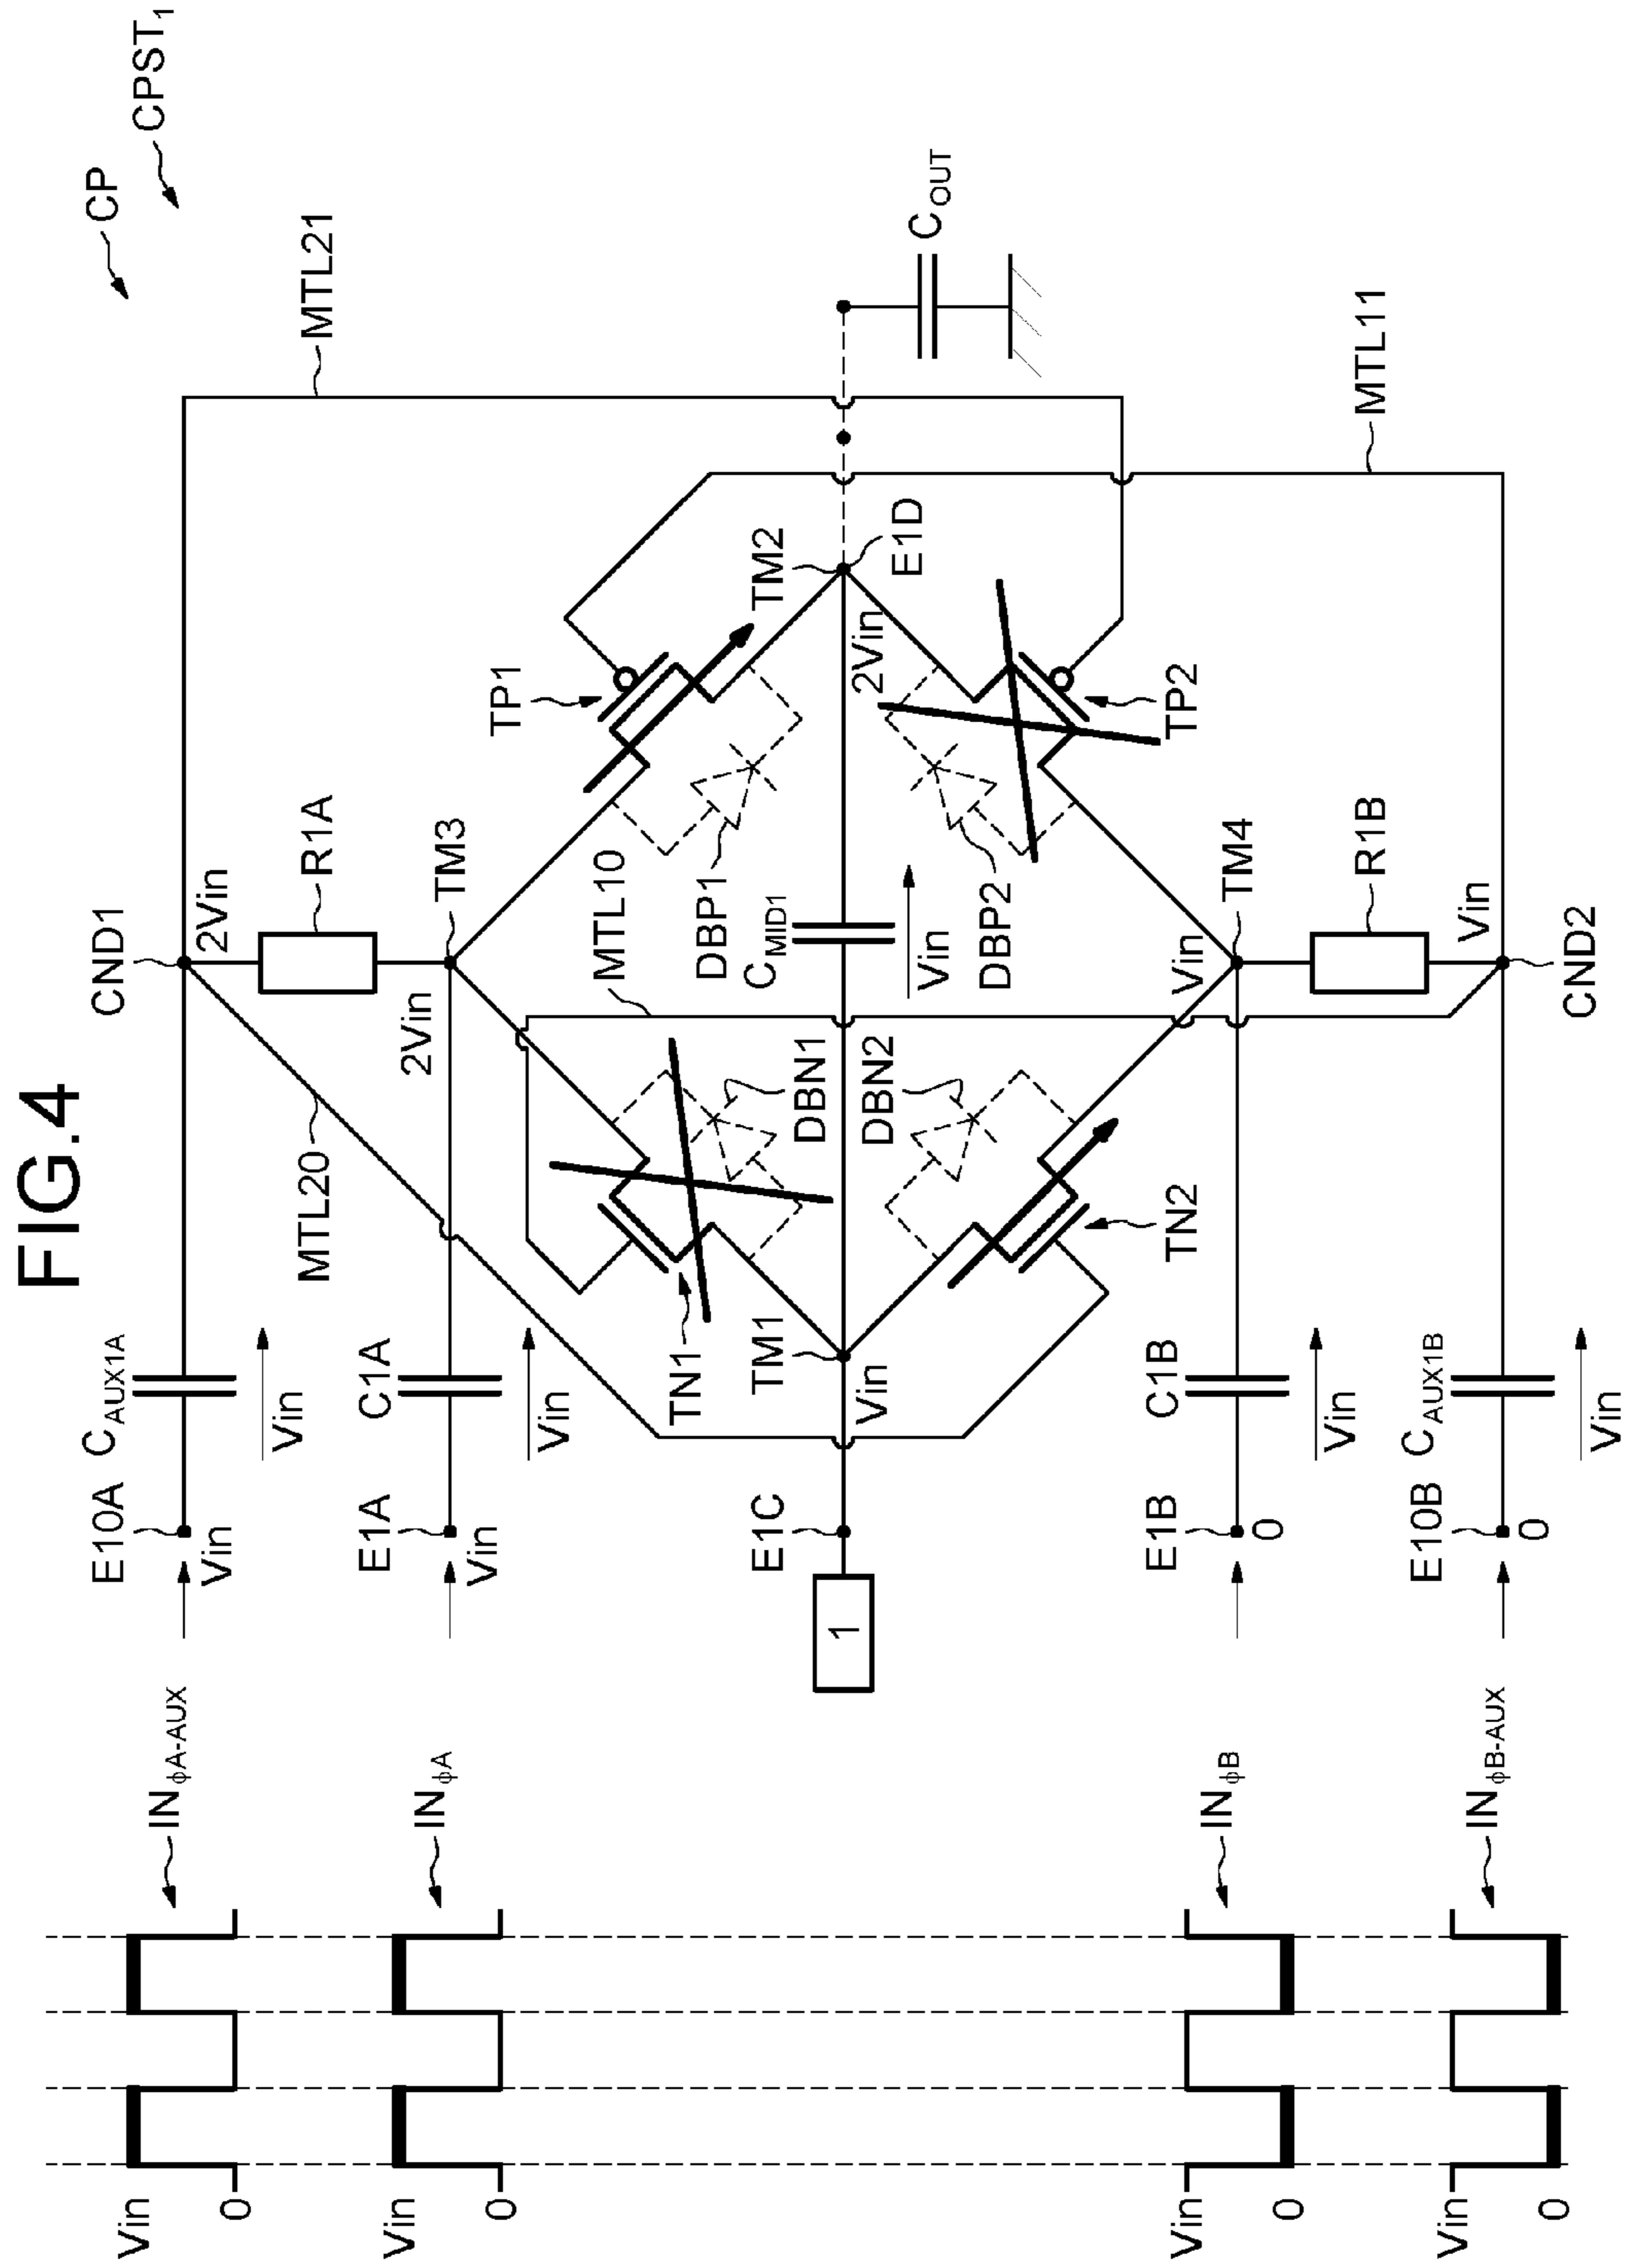 FIG.4
CP
CPST1
Vin
0
INϕA-AUX
E10A
Vin
CAUX1A
Vin
MTL20
CND1
2Vin
R1A
MTL21
Vin
0
INϕA
E1A
Vin
C1A
Vin
2Vin
TM3
TN1
DBN1
MTL10
TP1
DBP1
TM2
1
E1C
TM1
Vin
CMID1
Vin
2Vin
E1D
COUT
DBN2
TN2
DBP2
TP2
MTL11
Vin
0
INϕB
E1B
0
C1B
Vin
Vin
TM4
R1B
Vin
0
INϕB-AUX
E10B
0
CAUX1B
Vin
Vin
CND2